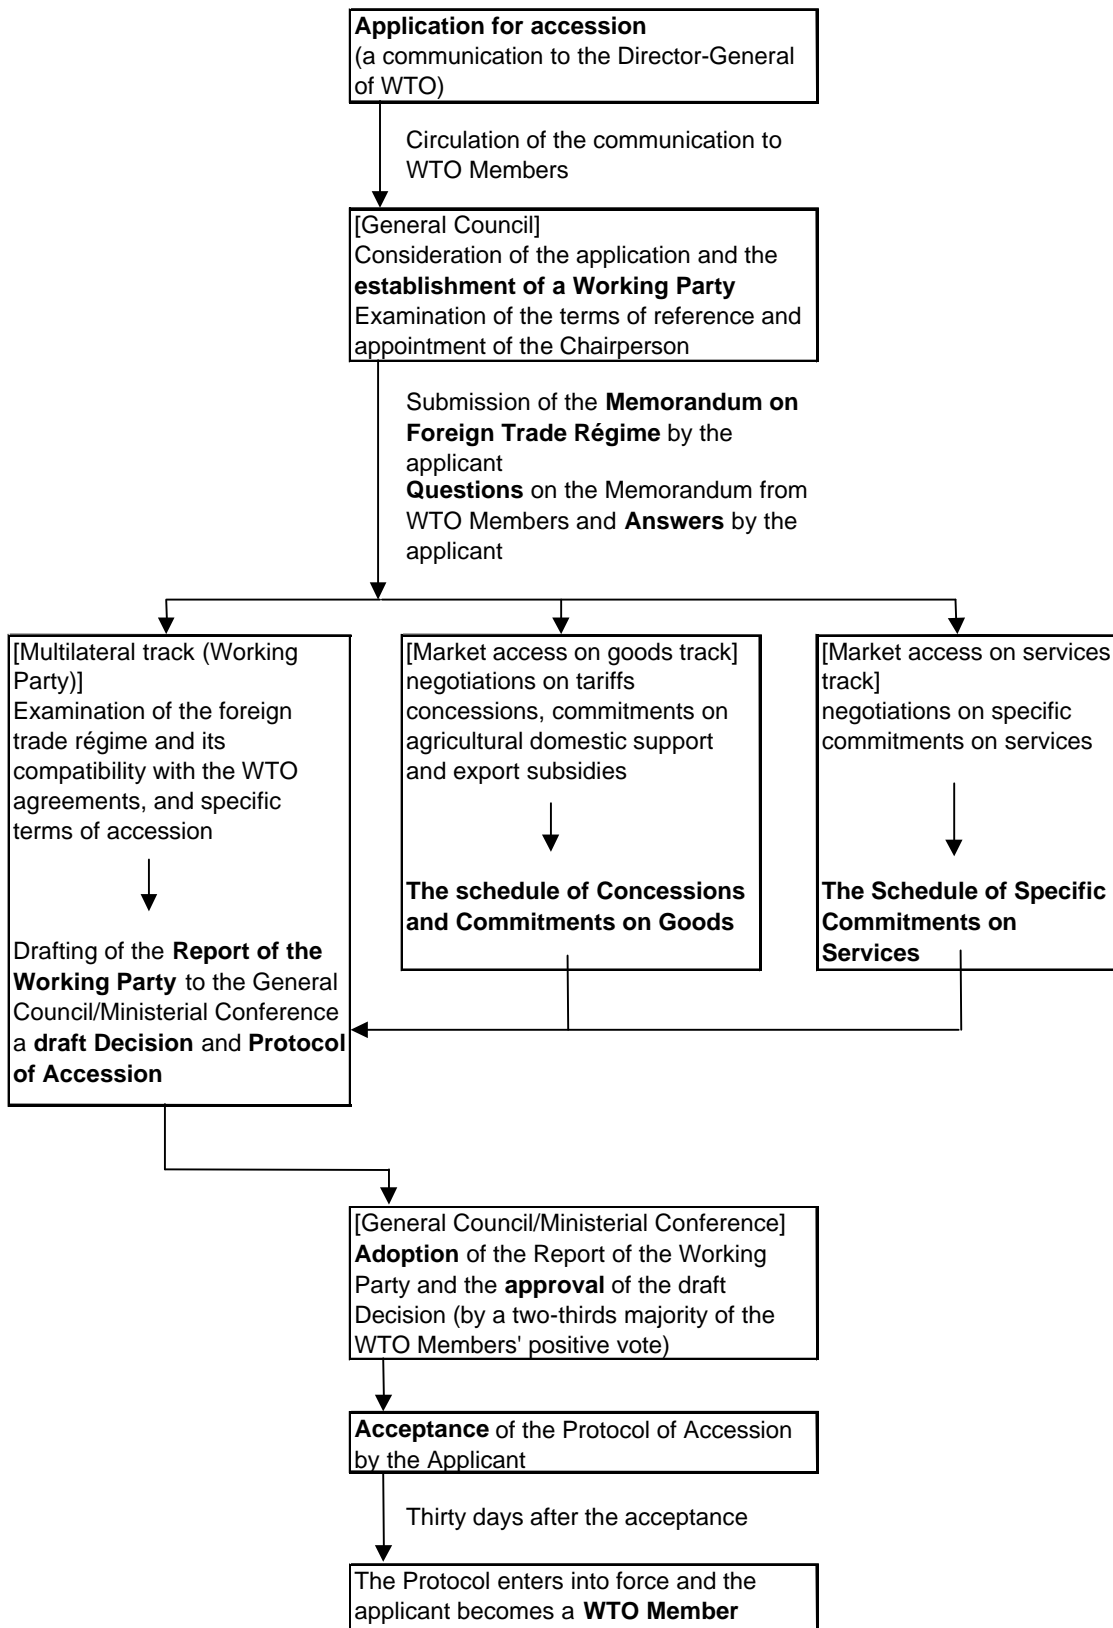 Application for accession
(a communication to the Director-General
of WTO)
Circulation of the communication to
WTO Members
[General Council]
Consideration of the application and the
establishment of a Working Party
Examination of the terms of reference and
appointment of the Chairperson
Submission of the Memorandum on
Foreign Trade Régime by the
applicant
Questions on the Memorandum from
WTO Members and Answers by the
applicant
[Multilateral track (Working
Party)]
Examination of the foreign
trade régime and its
compatibility with the WTO
agreements, and specific
terms of accession
Drafting of the Report of the
Working Party to the General
Council/Ministerial Conference
a draft Decision and Protocol
of Accession
[Market access on goods track]
negotiations on tariffs
concessions, commitments on
agricultural domestic support
and export subsidies
The schedule of Concessions
and Commitments on Goods
[Market access on services
track]
negotiations on specific
commitments on services
The Schedule of Specific
Commitments on
Services
[General Council/Ministerial Conference]
Adoption of the Report of the Working
Party and the approval of the draft
Decision (by a two-thirds majority of the
WTO Members' positive vote)
Acceptance of the Protocol of Accession
by the Applicant
Thirty days after the acceptance
The Protocol enters into force and the
applicant becomes a WTO Member